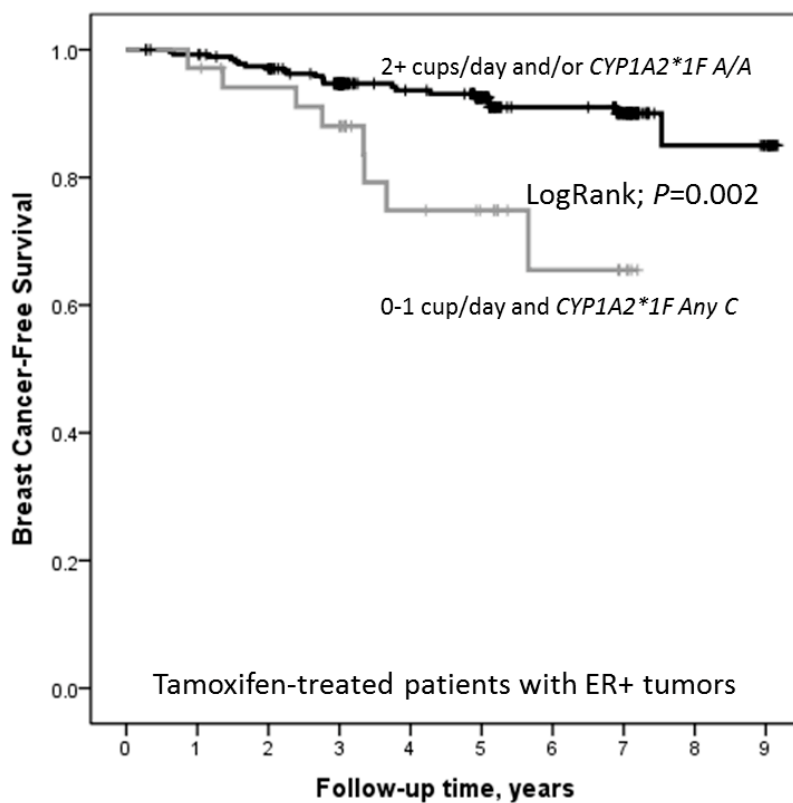 Breast Cancer-Free Survival
1.0
0.8
0.6
0.4
0.2
0.0
2+ cups/day and/or CYP1A2*1F A/A
LogRank; P=0.002
0-1 cup/day and CYP1A2*1F Any C
Tamoxifen-treated patients with ER+ tumors
0 1 2 3 4 5 6 7 8 9
Follow-up time, years